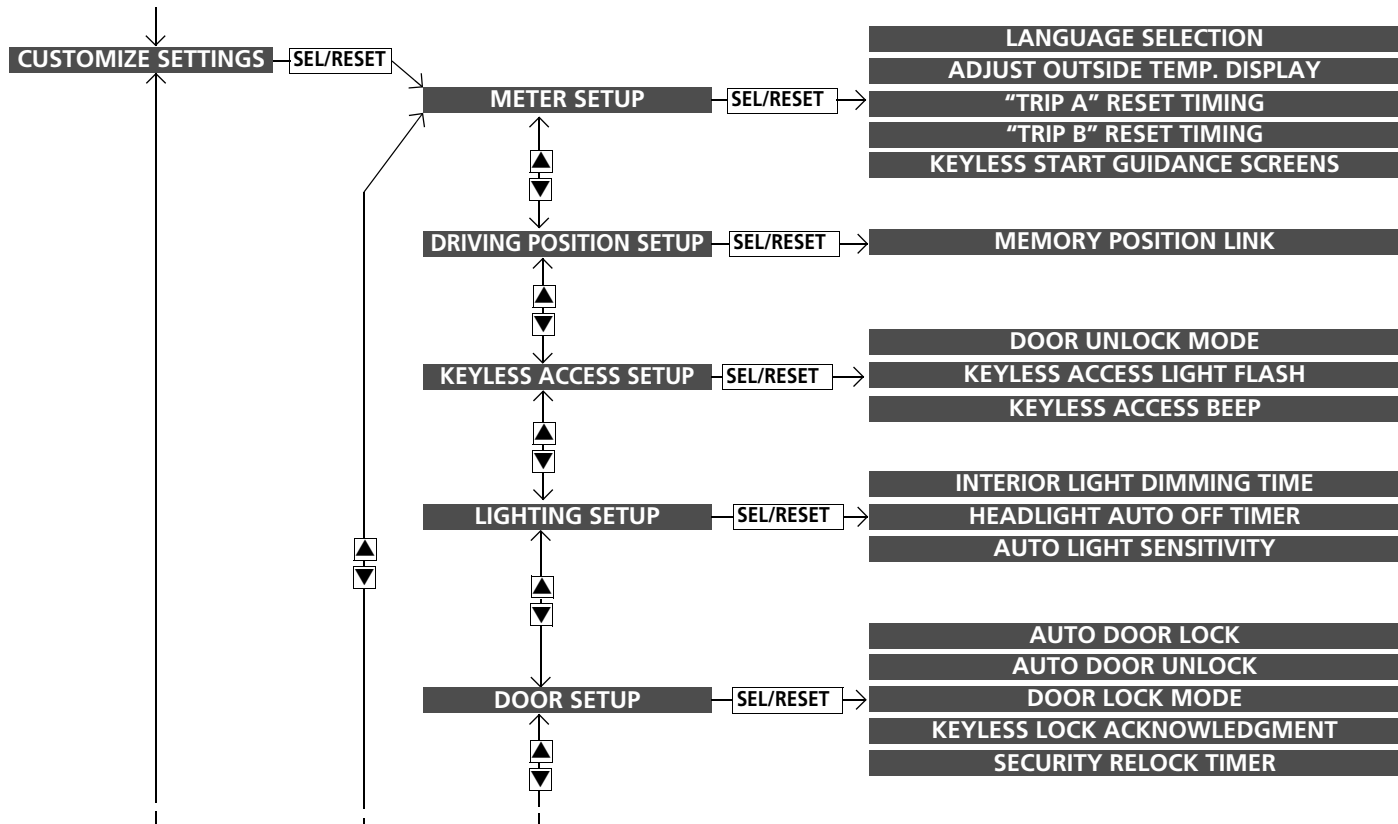 CUSTOMIZE SETTINGS
SEL/RESET
METER SETUP
SEL/RESET
LANGUAGE SELECTION
ADJUST OUTSIDE TEMP. DISPLAY
“TRIP A” RESET TIMING
“TRIP B” RESET TIMING
KEYLESS START GUIDANCE SCREENS
DRIVING POSITION SETUP
SEL/RESET
MEMORY POSITION LINK
KEYLESS ACCESS SETUP
SEL/RESET
DOOR UNLOCK MODE
KEYLESS ACCESS LIGHT FLASH
KEYLESS ACCESS BEEP
LIGHTING SETUP
SEL/RESET
INTERIOR LIGHT DIMMING TIME
HEADLIGHT AUTO OFF TIMER
AUTO LIGHT SENSITIVITY
DOOR SETUP
SEL/RESET
AUTO DOOR LOCK
AUTO DOOR UNLOCK
DOOR LOCK MODE
KEYLESS LOCK ACKNOWLEDGMENT
SECURITY RELOCK TIMER